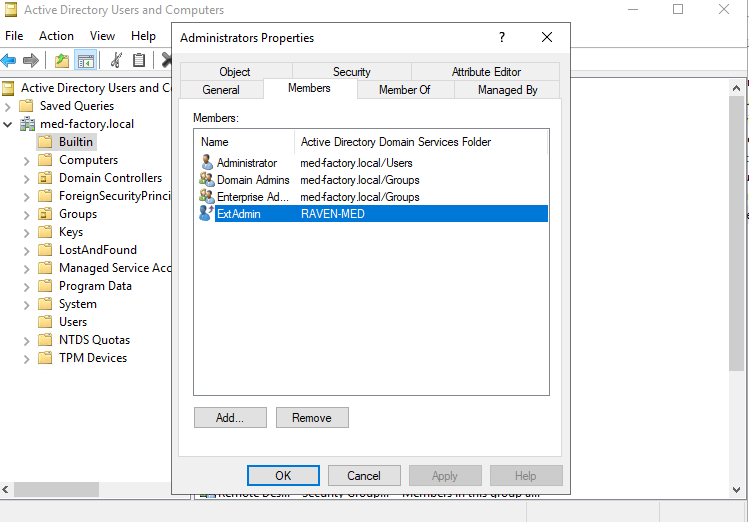 Active Directory Users and Computers
File Action View Help
Active Directory Users and Co
Saved Queries
med-factory.local
Builtin
Computers
Domain Controllers
ForeignSecurityPrinci
Groups
Keys
LostAndFound
Managed Service Acc
Program Data
System
Users
NTDS Quotas
TPM Devices
Administrators Properties
Object Security Attribute Editor
General Members Member Of Managed By
Members:
Name Active Directory Domain Services Folder
Administrator med-factory.local/Users
Domain Admins med-factory.local/Groups
Enterprise Ad... med-factory.local/Groups
ExtAdmin RAVEN-MED
Add... Remove
OK Cancel Apply Help
Remote Des... Security Group... Members in this group a...